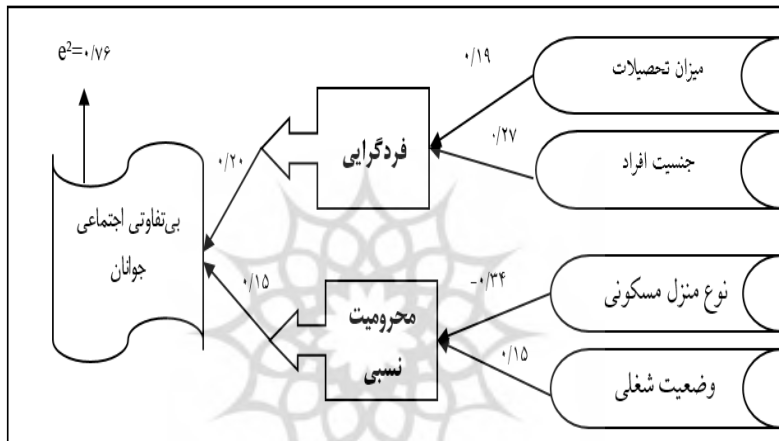 میزان تحصیلات
۰/۱۹
جنسیت افراد
۰/۲۷
فردگرایی
۰/۲۰
e²=۰/۷۶
بی‌تفاوتی اجتماعی
جوانان
نوع منزل مسکونی
-۰/۳۴
وضعیت شغلی
۰/۱۵
محرومیت
نسبی
۰/۱۵